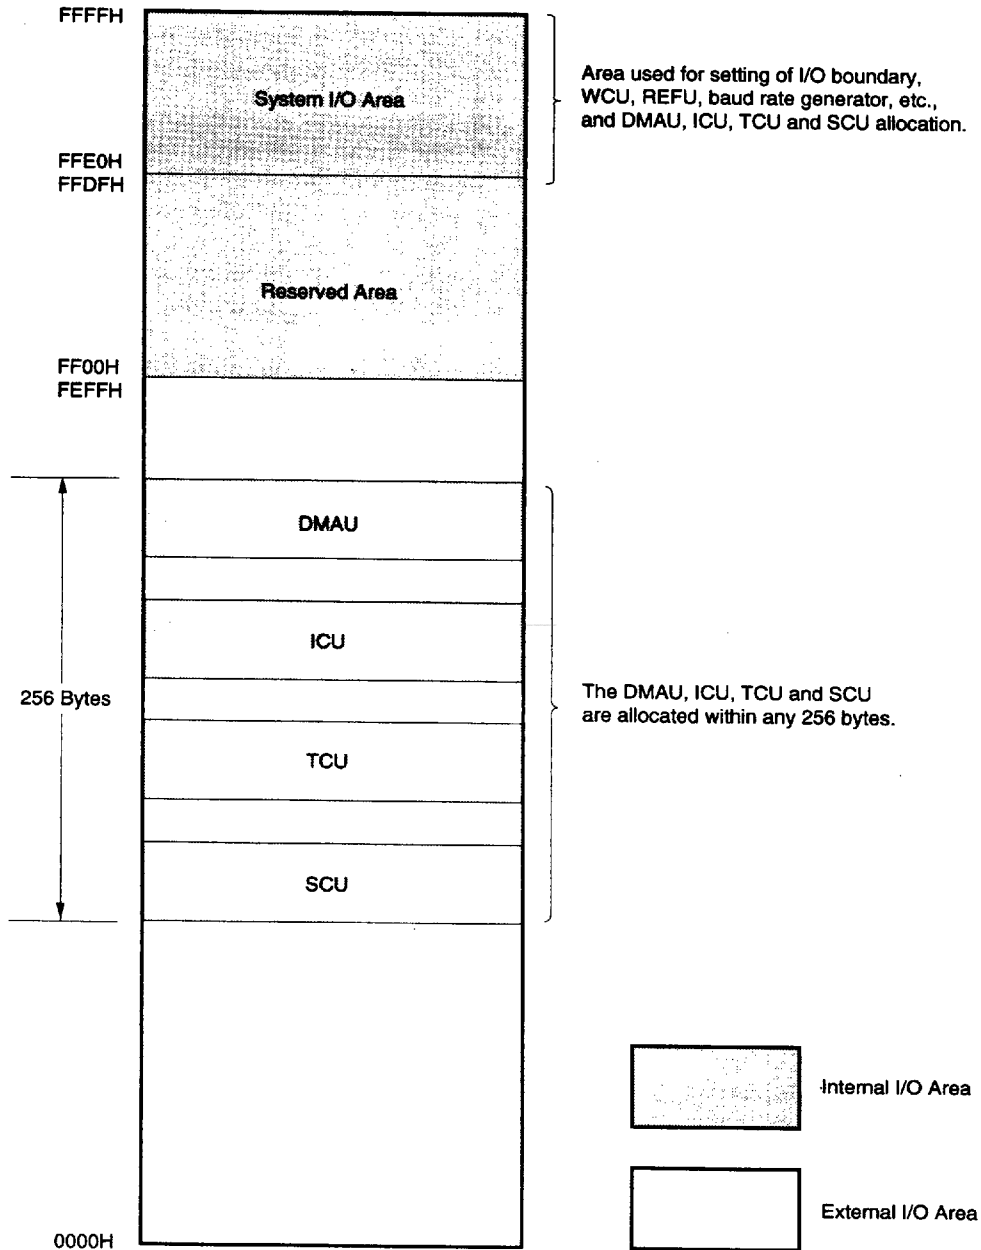 FFFFH
System I/O Area
Area used for setting of I/O boundary,
WCU, REFU, baud rate generator, etc.,
and DMAU, ICU, TCU and SCU allocation.
FFE0H
FFDFH
Reserved Area
FF00H
FEFFH
DMAU
ICU
256 Bytes
The DMAU, ICU, TCU and SCU
are allocated within any 256 bytes.
TCU
SCU
Internal I/O Area
External I/O Area
0000H